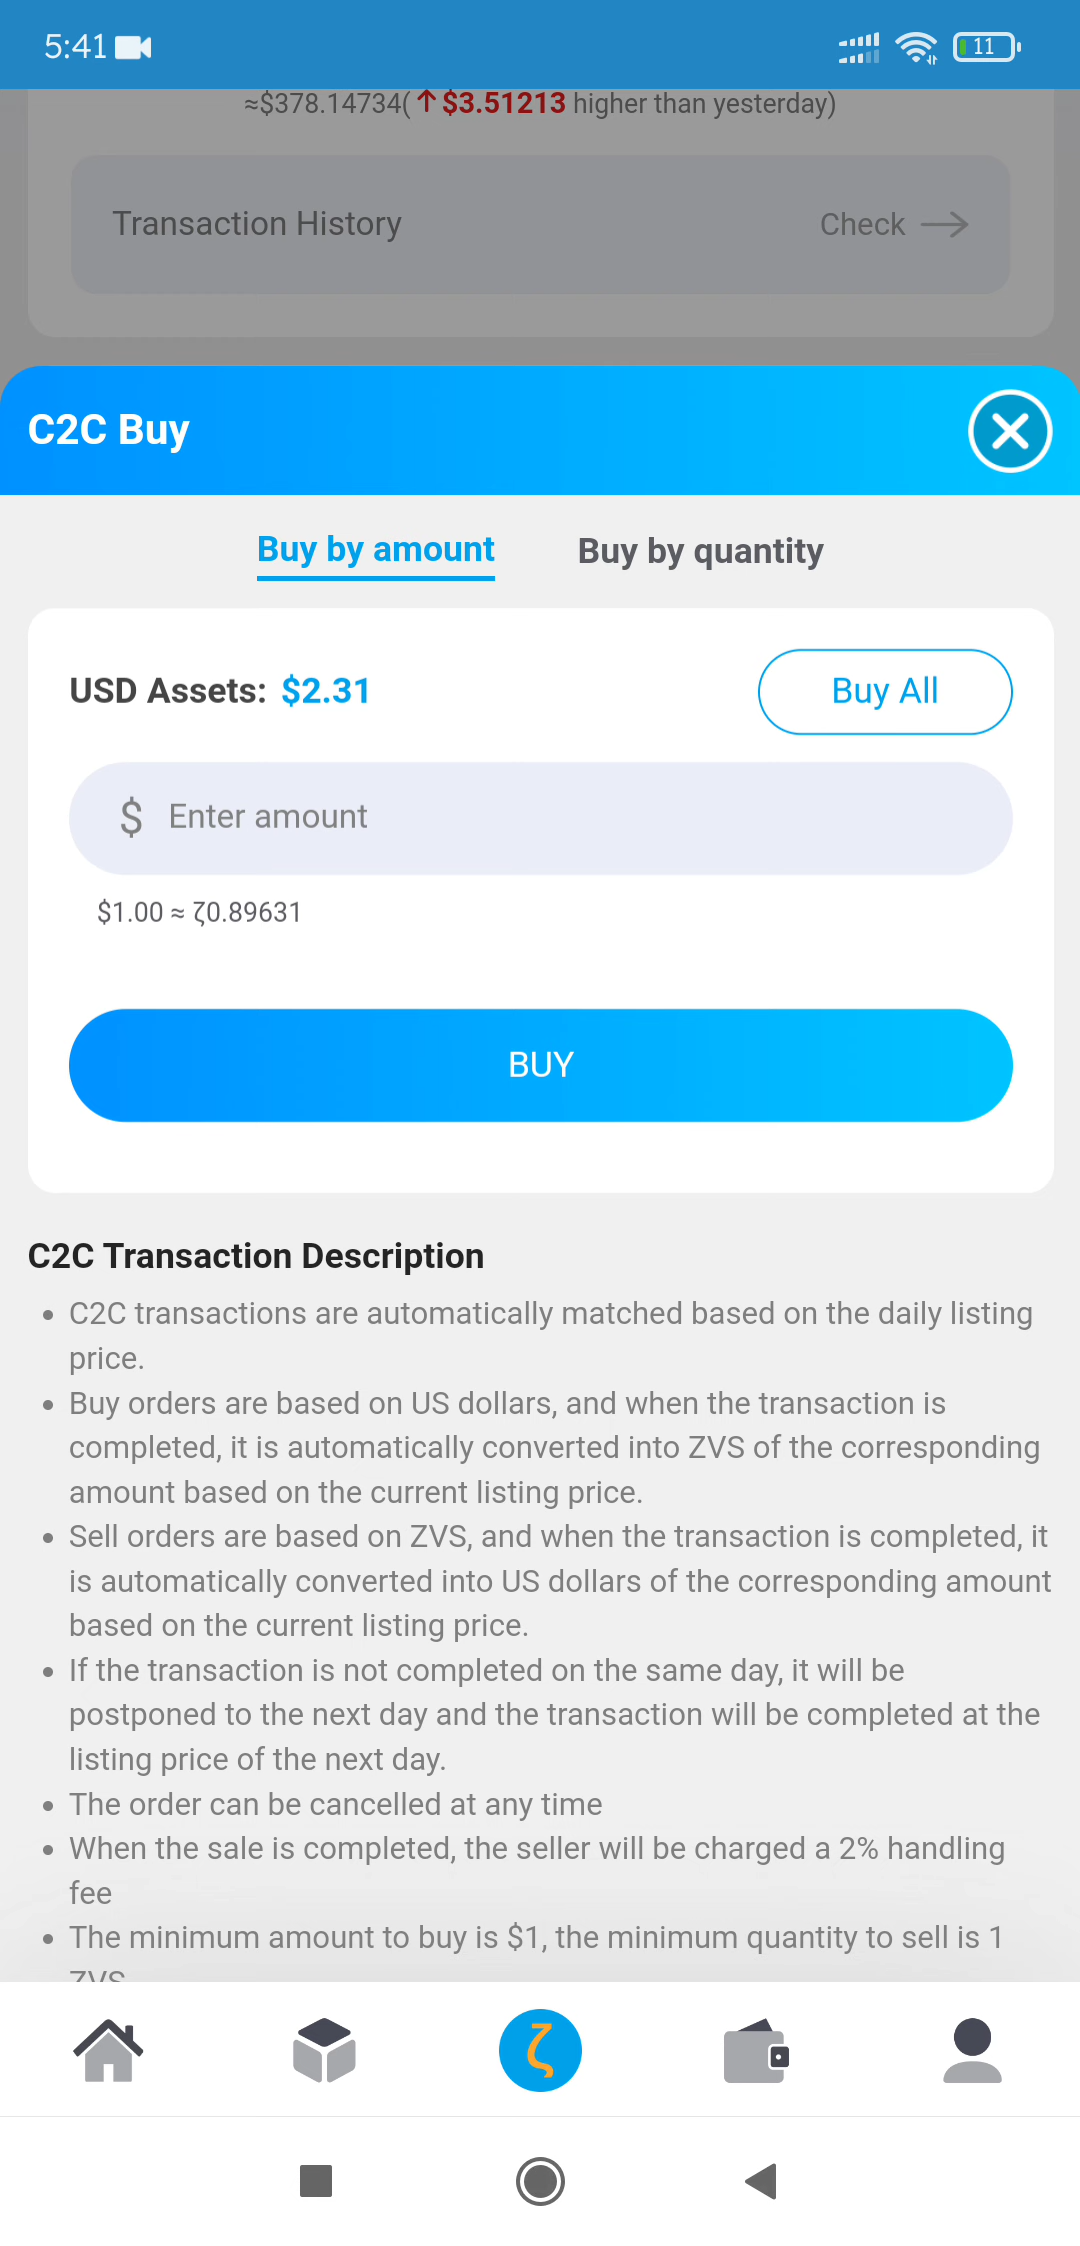 5:41
11
≈$378.14734(↑$3.51213 higher than yesterday)
Transaction History
Check →
C2C Buy
Buy by amount
Buy by quantity
USD Assets: $2.31
Buy All
$ Enter amount
$1.00 ≈ ζ0.89631
BUY
C2C Transaction Description
• C2C transactions are automatically matched based on the daily listing
price.
• Buy orders are based on US dollars, and when the transaction is
completed, it is automatically converted into ZVS of the corresponding
amount based on the current listing price.
• Sell orders are based on ZVS, and when the transaction is completed, it
is automatically converted into US dollars of the corresponding amount
based on the current listing price.
• If the transaction is not completed on the same day, it will be
postponed to the next day and the transaction will be completed at the
listing price of the next day.
• The order can be cancelled at any time
• When the sale is completed, the seller will be charged a 2% handling
fee
• The minimum amount to buy is $1, the minimum quantity to sell is 1
ZVS
ζ